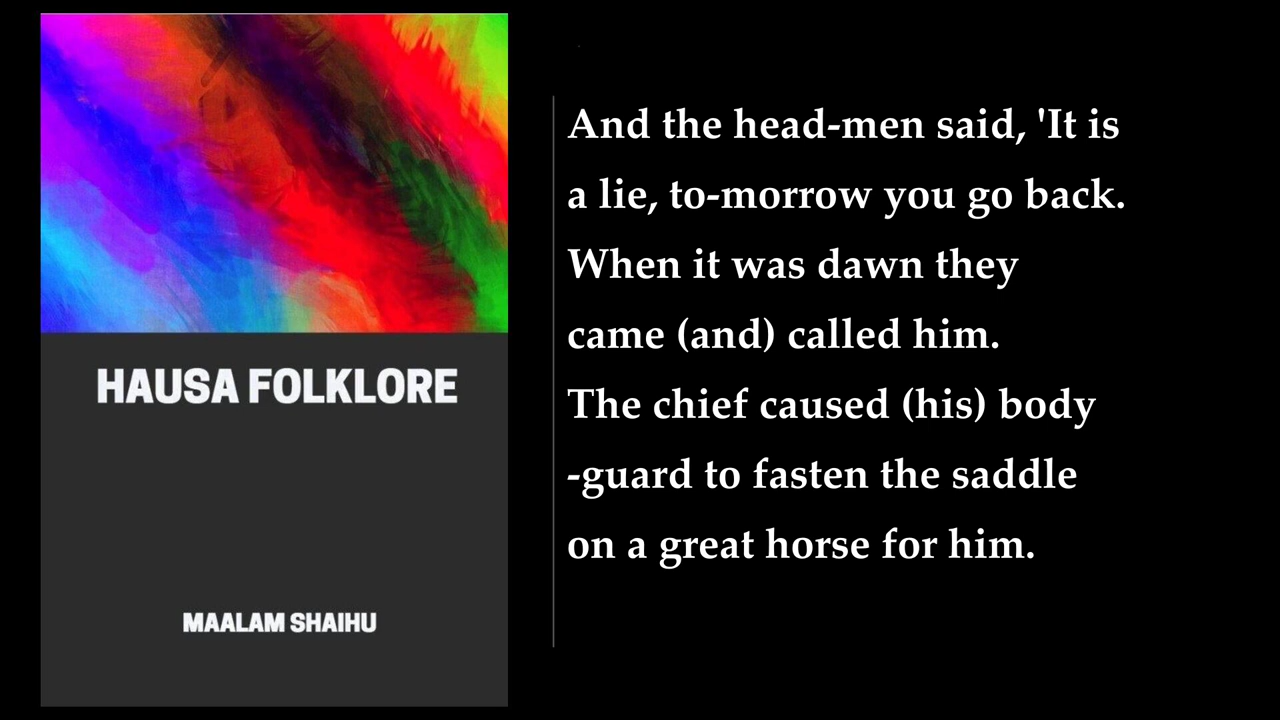 HAUSA FOLKLORE
MAALAM SHAIHU
And the head-men said, 'It is
a lie, to-morrow you go back.
When it was dawn they
came (and) called him.
The chief caused (his) body
-guard to fasten the saddle
on a great horse for him.